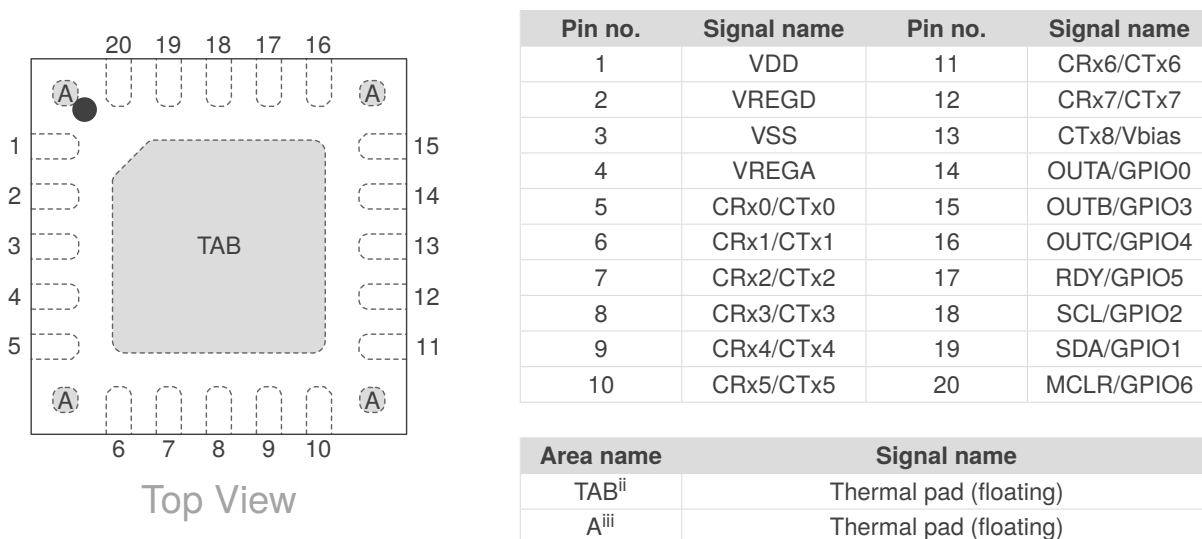 20 19 18 17 16
A A
1 15
2 14
3 TAB 13
4 12
5 11
A A
6 7 8 9 10
Top View
Pin no. Signal name Pin no. Signal name
1 VDD 11 CRx6/CTx6
2 VREGD 12 CRx7/CTx7
3 VSS 13 CTx8/Vbias
4 VREGA 14 OUTA/GPIO0
5 CRx0/CTx0 15 OUTB/GPIO3
6 CRx1/CTx1 16 OUTC/GPIO4
7 CRx2/CTx2 17 RDY/GPIO5
8 CRx3/CTx3 18 SCL/GPIO2
9 CRx4/CTx4 19 SDA/GPIO1
10 CRx5/CTx5 20 MCLR/GPIO6
Area name Signal name
TABii Thermal pad (floating)
Aiii Thermal pad (floating)